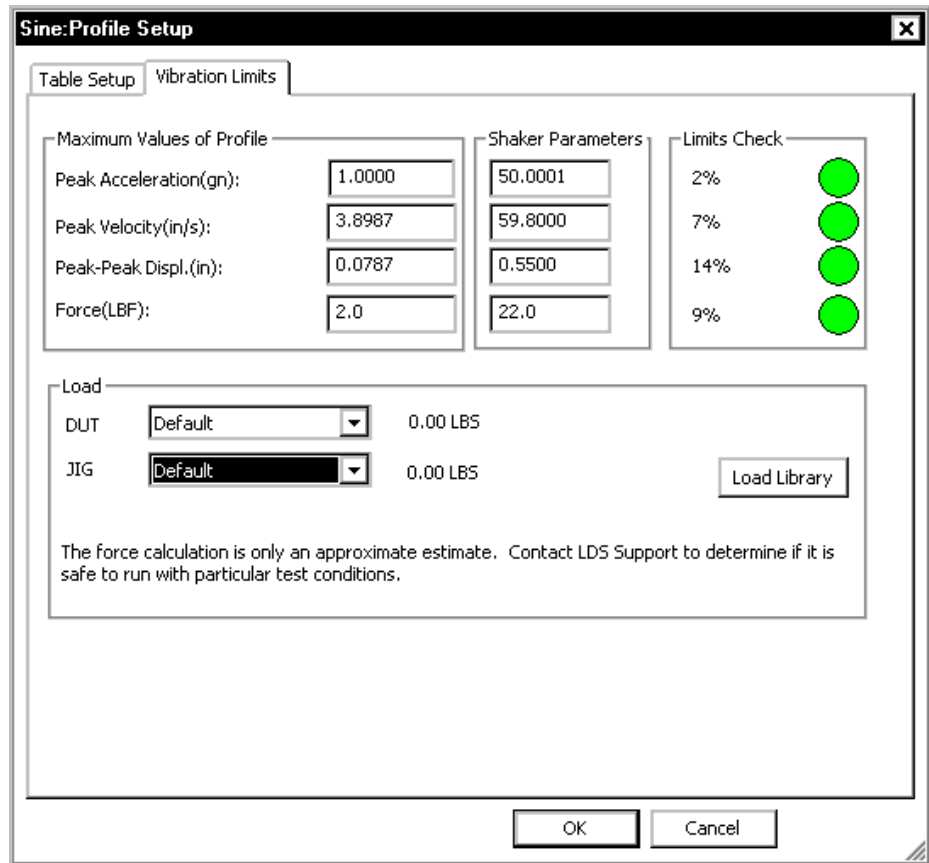 Sine:Profile Setup
Table Setup Vibration Limits
Maximum Values of Profile Shaker Parameters Limits Check
Peak Acceleration(gn): 1.0000 50.0001 2%
Peak Velocity(in/s): 3.8987 59.8000 7%
Peak-Peak Displ.(in): 0.0787 0.5500 14%
Force(LBF): 2.0 22.0 9%
Load
DUT Default 0.00 LBS
JIG Default 0.00 LBS
Load Library
The force calculation is only an approximate estimate. Contact LDS Support to determine if it is
safe to run with particular test conditions.
OK Cancel